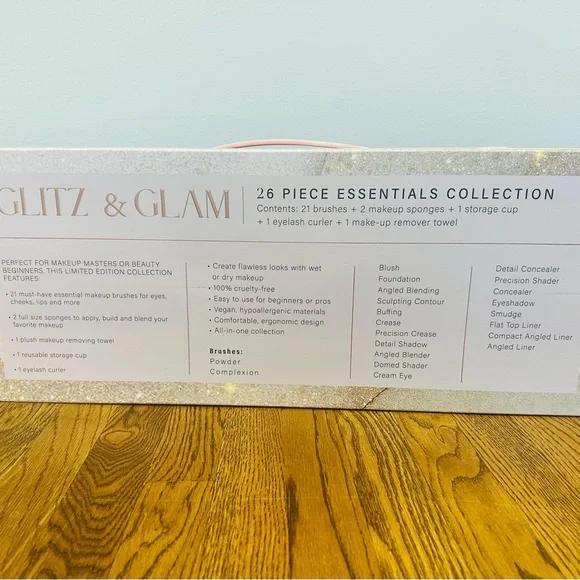 GLITZ & GLAM
26 PIECE ESSENTIALS COLLECTION
Contents: 21 brushes + 2 makeup sponges + 1 storage cup
+ 1 eyelash curler + 1 make-up remover towel
PERFECT FOR MAKEUP MASTERS OR BEAUTY
BEGINNERS, THIS LIMITED EDITION COLLECTION
FEATURES:
• 21 must-have essential makeup brushes for eyes,
cheeks, lips and more
• 2 full size sponges to apply, build and blend your
favorite makeup
• 1 plush makeup removing towel
• 1 reusable storage cup
• 1 eyelash curler
• Create flawless looks with wet
or dry makeup
• 100% cruelty-free
• Easy to use for beginners or pros
• Vegan, hypoallergenic materials
• Comfortable, ergonomic design
• All-in-one collection
Brushes:
Powder
Complexion
Blush
Foundation
Angled Blending
Sculpting Contour
Buffing
Crease
Precision Crease
Detail Shadow
Angled Blender
Domed Shader
Cream Eye
Detail Concealer
Precision Shader
Concealer
Eyeshadow
Smudge
Flat Top Liner
Compact Angled Liner
Angled Liner